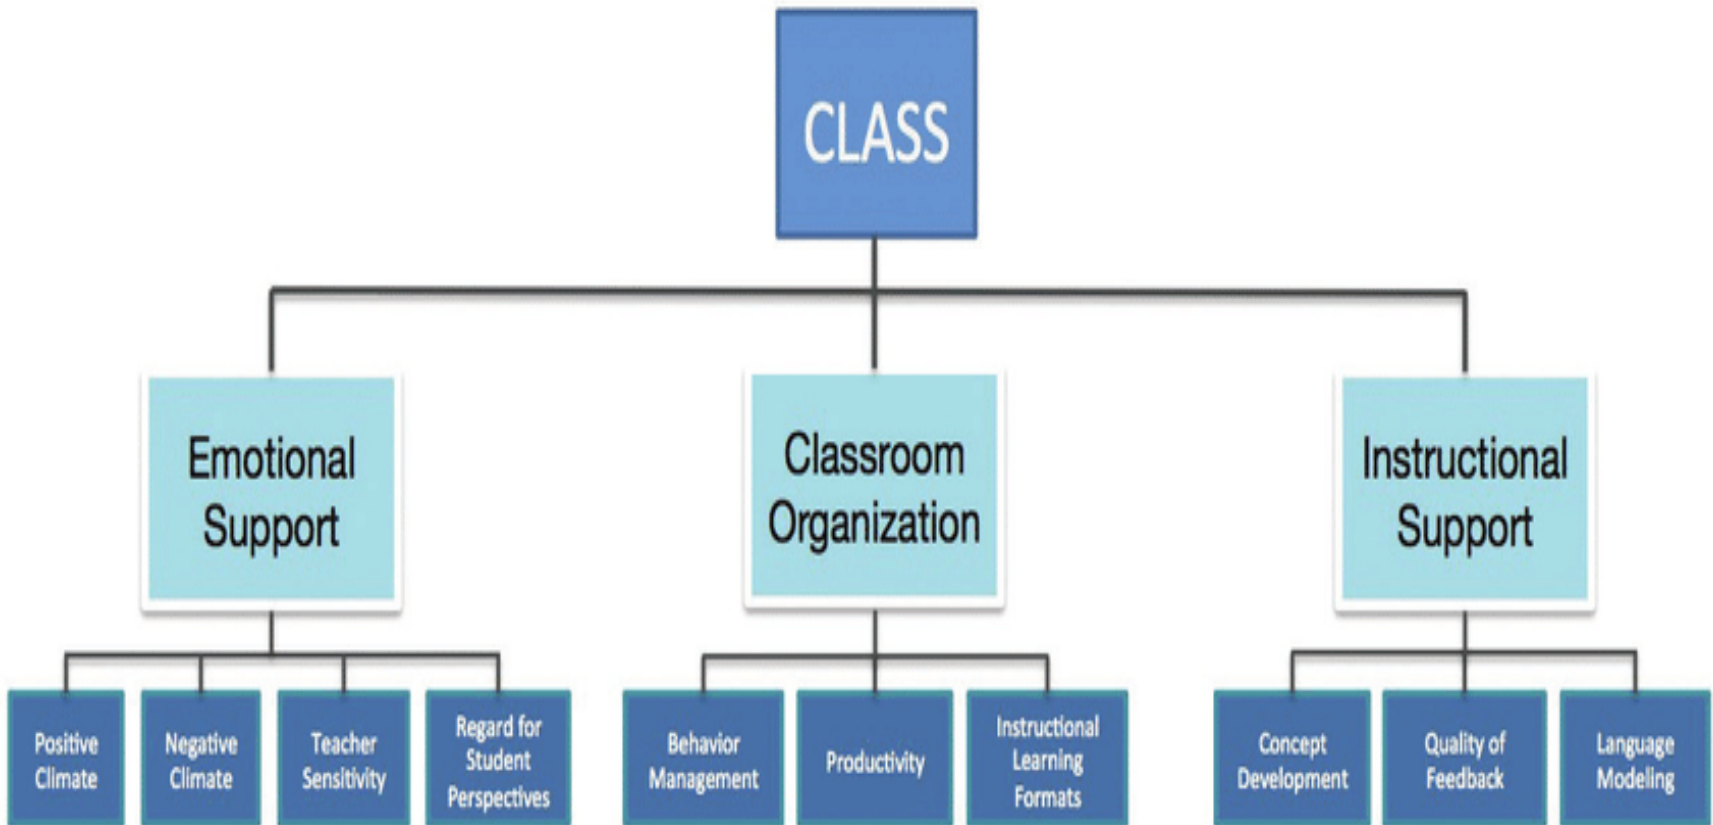 CLASS
Emotional
Support
Classroom
Organization
Instructional
Support
Positive
Climate
Negative
Climate
Teacher
Sensitivity
Regard for
Student
Perspectives
Behavior
Management
Productivity
Instructional
Learning
Formats
Concept
Development
Quality of
Feedback
Language
Modeling